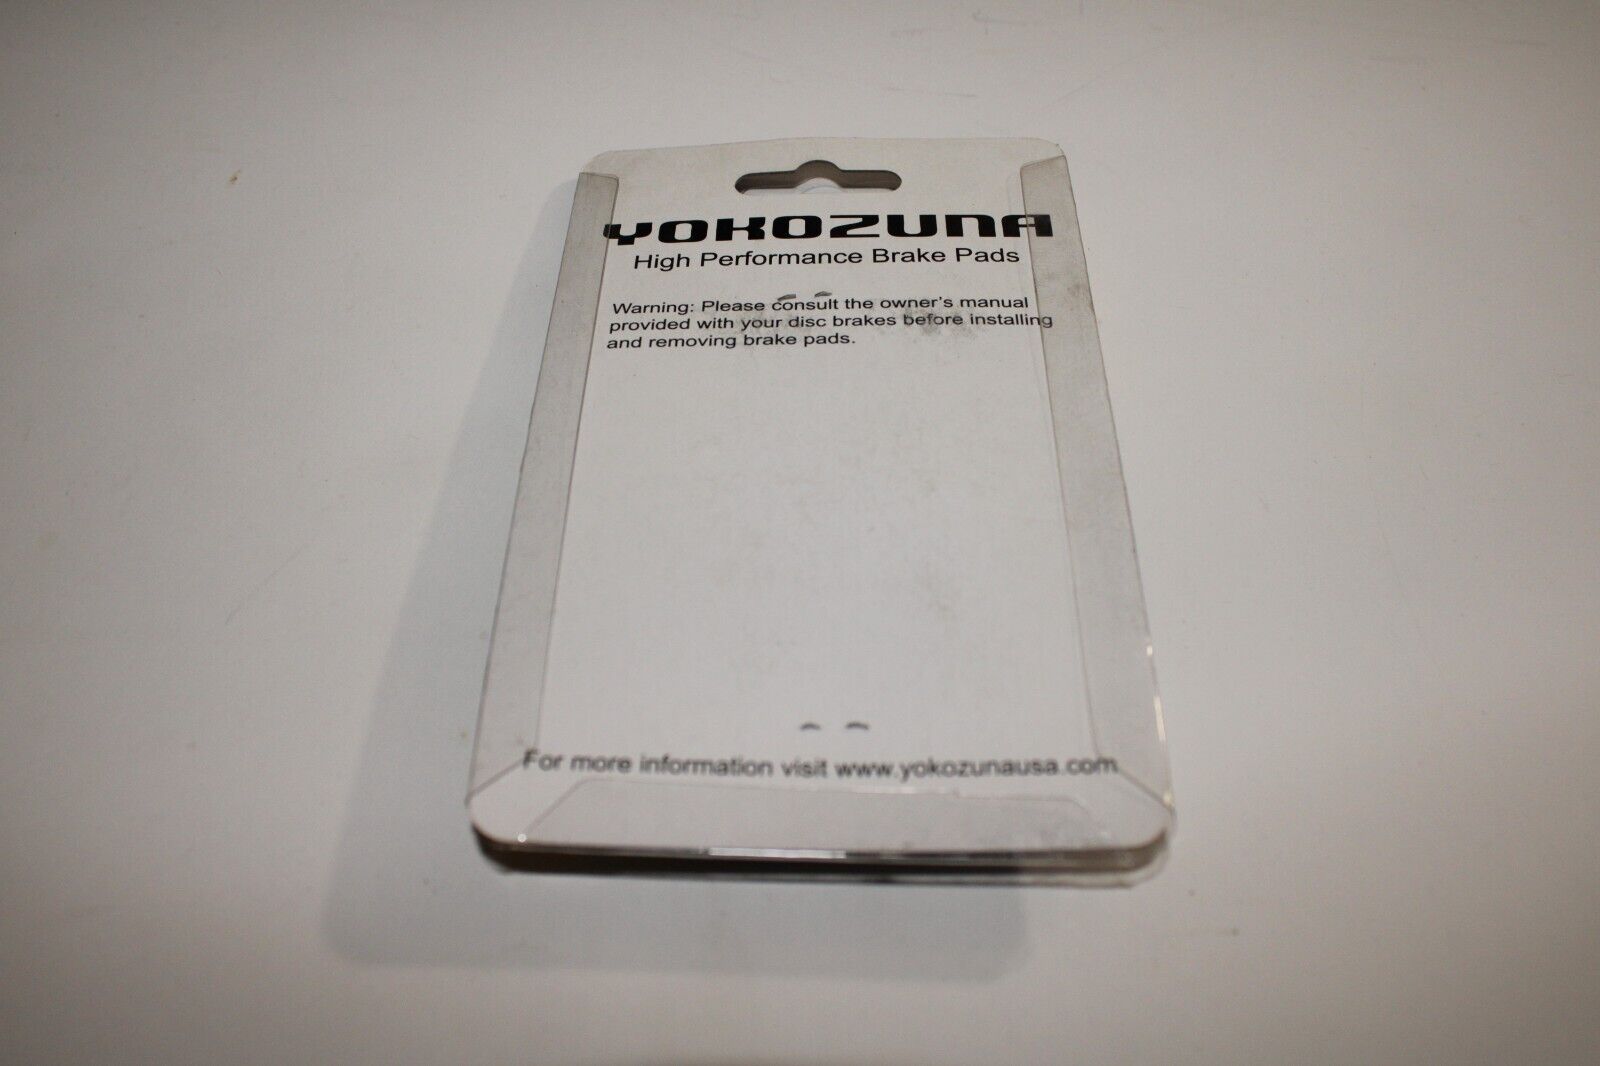 YOKOZUNA
High Performance Brake Pads
Warning: Please consult the owner's manual
provided with your disc brakes before installing
and removing brake pads.
For more information visit www.yokozunausa.com